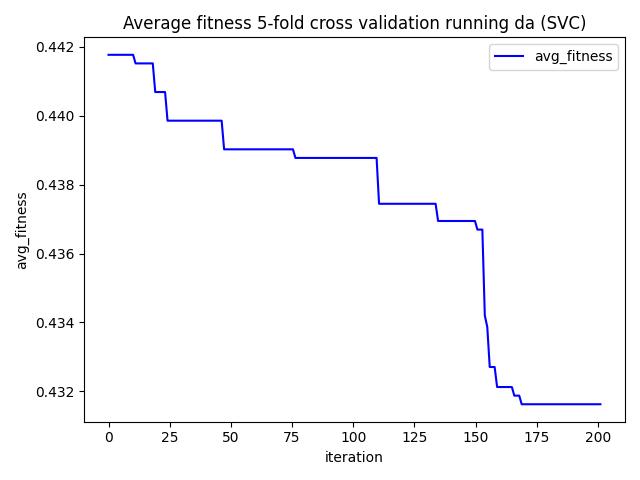 Average fitness 5-fold cross validation running da (SVC)
avg_fitness
0.442
0.440
0.438
0.436
0.434
0.432
avg_fitness
0 25 50 75 100 125 150 175 200
iteration